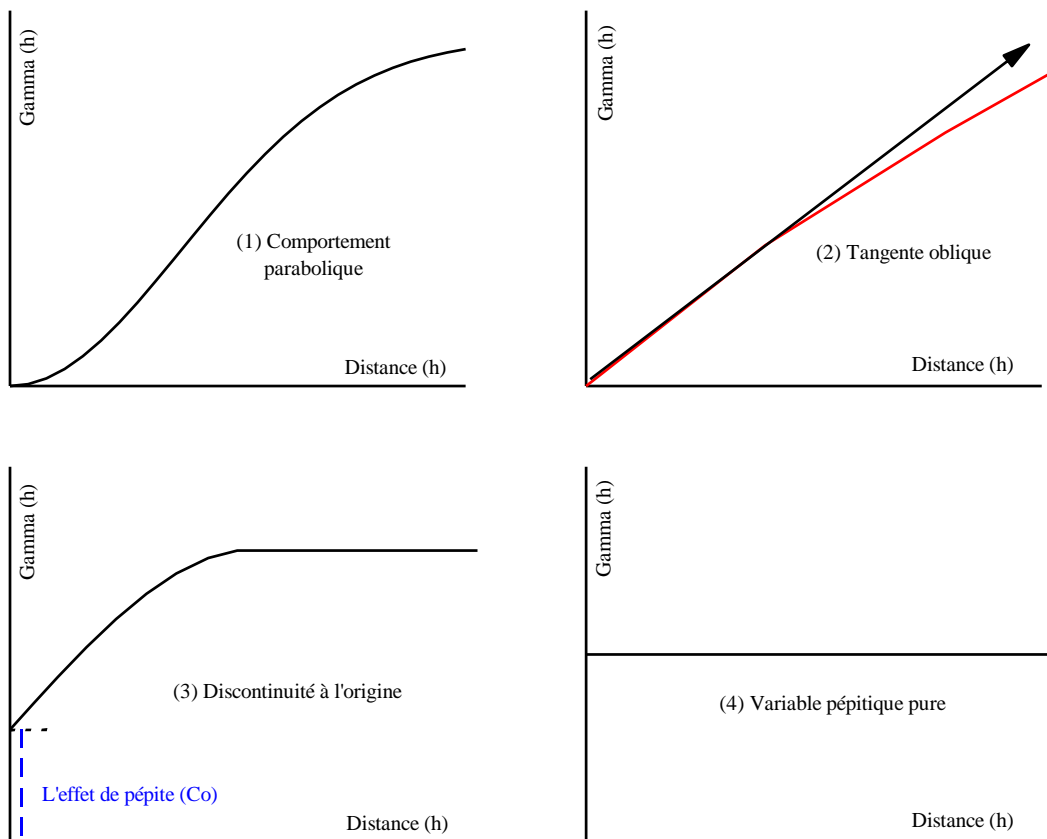 Gamma (h)
(1) Comportement
parabolique
Distance (h)
Gamma (h)
(2) Tangente oblique
Distance (h)
Gamma (h)
(3) Discontinuité à l'origine
L'effet de pépite (Co)
Distance (h)
Gamma (h)
(4) Variable pépitique pure
Distance (h)